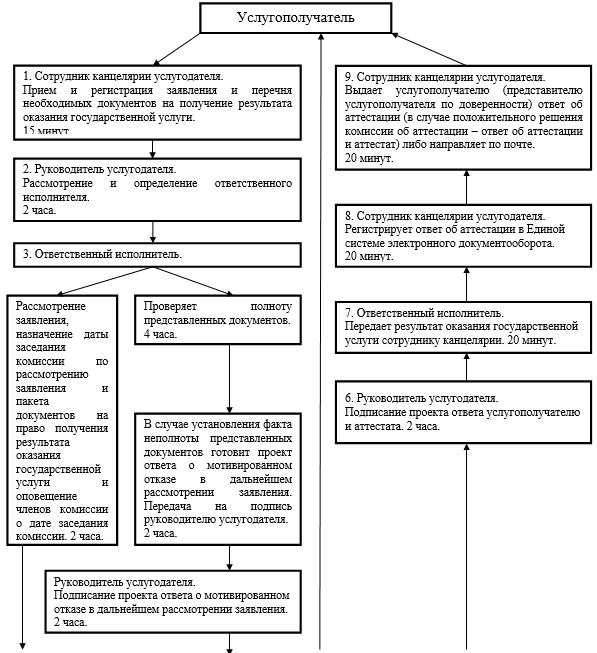 Услугополучатель
1. Сотрудник канцелярии услугодателя.
Прием и регистрация заявления и перечня
необходимых документов на получение результата
оказания государственной услуги.
15 минут
2. Руководитель услугодателя.
Рассмотрение и определение ответственного
исполнителя.
2 часа.
3. Ответственный исполнитель.
Рассмотрение
заявления,
назначение даты
заседания
комиссии по
рассмотрению
заявления и
пакета
документов на
право получения
результата
оказания
государственной
услуги и
оповещение
членов комиссии
о дате заседания
комиссии. 2 часа.
Проверяет полноту
представленных документов.
4 часа.
В случае установления факта
неполноты представленных
документов готовит проект
ответа о мотивированном
отказе в дальнейшем
рассмотрении заявления.
Передача на подпись
руководителю услугодателя.
2 часа.
Руководитель услугодателя.
Подписание проекта ответа о мотивированном
отказе в дальнейшем рассмотрении заявления.
2 часа.
9. Сотрудник канцелярии услугодателя.
Выдает услугополучателю (представителю
услугополучателя по доверенности) ответ об
аттестации (в случае положительного решения
комиссии об аттестации – ответ об аттестации
и аттестат) либо направляет по почте.
20 минут.
8. Сотрудник канцелярии услугодателя.
Регистрирует ответ об аттестации в Единой
системе электронного документооборота.
20 минут.
7. Ответственный исполнитель.
Передает результат оказания государственной
услуги сотруднику канцелярии. 20 минут.
6. Руководитель услугодателя.
Подписание проекта ответа услугополучателю
и аттестата. 2 часа.